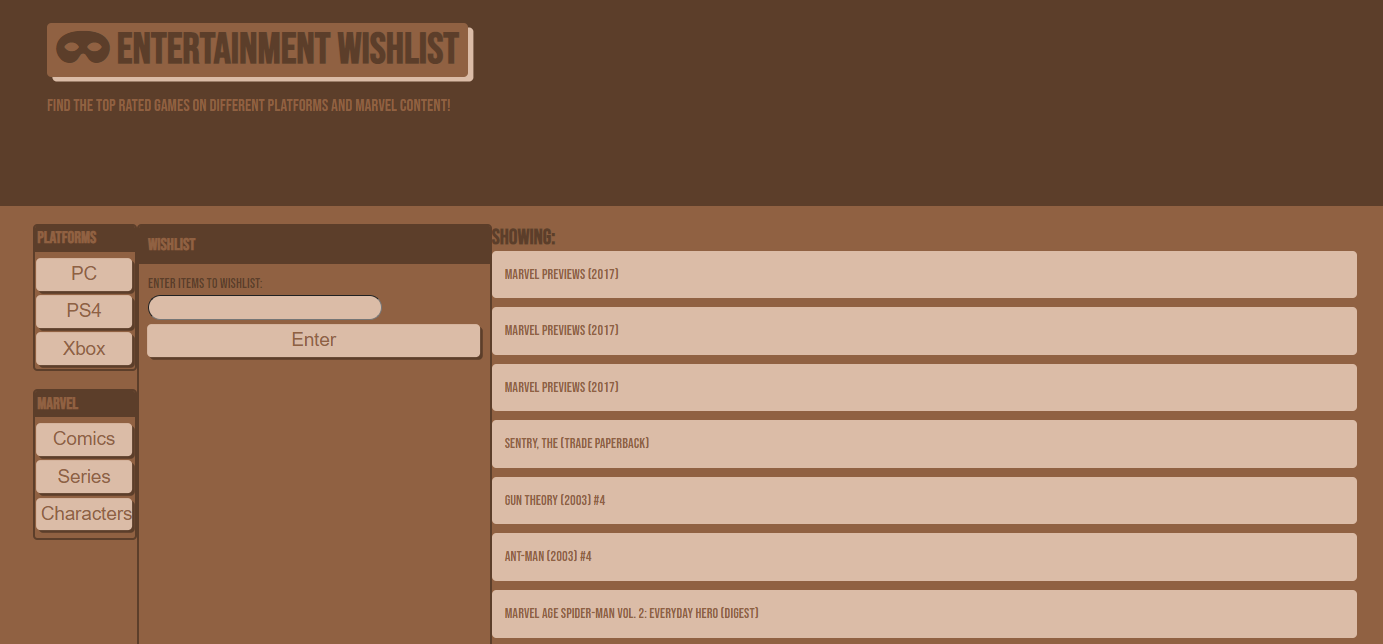 ENTERTAINMENT WISHLIST
FIND THE TOP RATED GAMES ON DIFFERENT PLATFORMS AND MARVEL CONTENT!
PLATFORMS
PC
PS4
Xbox
MARVEL
Comics
Series
Characters
WISHLIST
ENTER ITEMS TO WISHLIST:
Enter
SHOWING:
MARVEL PREVIEWS (2017)
MARVEL PREVIEWS (2017)
MARVEL PREVIEWS (2017)
SENTRY, THE (TRADE PAPERBACK)
GUN THEORY (2003) #4
ANT-MAN (2003) #4
MARVEL AGE SPIDER-MAN VOL. 2: EVERYDAY HERO (DIGEST)